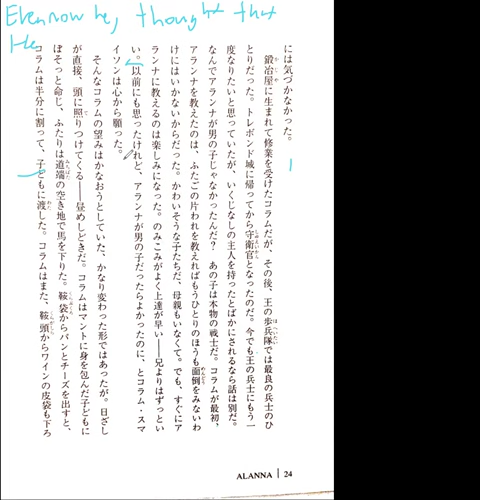 Even now he, thought that
He
には気づかなかった。
鍛冶屋に生まれて修業を受けたコラムだが、その後、王の歩兵隊では最良の兵士のひ
とりだった。トレボンド城に帰ってから守衛官となったのだ。今でも王の兵士にもう一
度なりたいと思っていたが、いくじなしの主人を持ったとばかにされるなら話は別だ。
なんでアランナが男の子じゃなかったんだ? あの子は本物の戦士だ。コラムが最初、
アランナを教えたのは、ふたごの片われを教えればもうひとりのほうも面倒をみないわ
けにはいかないからだった。かわいそうな子たちだ、母親もいなくて。でも、すぐにア
ランナに教えるのは楽しみになった。のみこみがよく上達が早い——兄よりはずっとい
い。以前にも思ったけれど、アランナが男の子だったらよかったのに、とコラム・スマ
イソンは心から願った。
そんなコラムの望みはかなおうとしていた、かなり変わった形ではあったが。日ざし
が直接、頭に照りつけてくる——昼めしどきだ。コラムはマントに身を包んだ子どもに
ぼそっと命じ、ふたりは道端の空き地で馬を下りた。鞍袋からパンとチーズを出すと、
コラムは半分に割って、子どもに渡した。コラムはまた、鞍頭からワインの皮袋も下ろ
ALANNA | 24